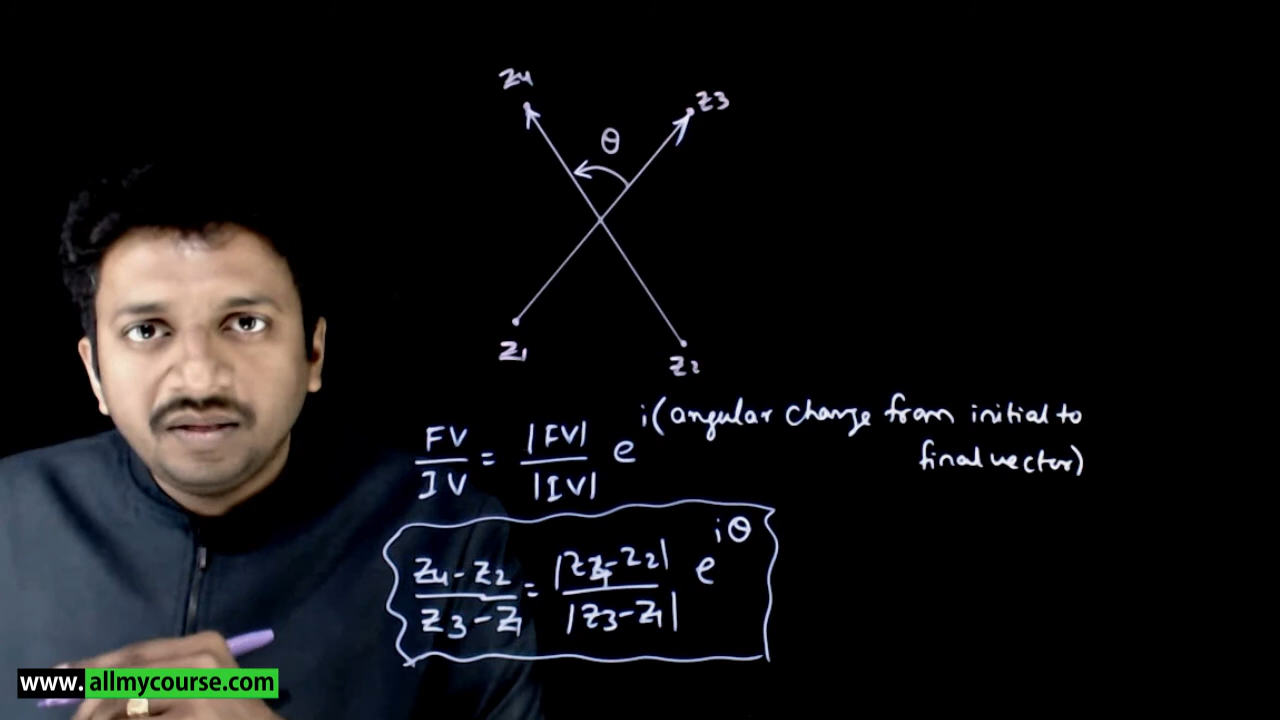 Z4
Z3
θ
Z1
Z2
FV/IV = |FV|/|IV| e^i(angular change from initial to
final vector)
Z4-Z2/Z3-Z1 = |Z4-Z2|/|Z3-Z1| e^iθ
www.allmycourse.com